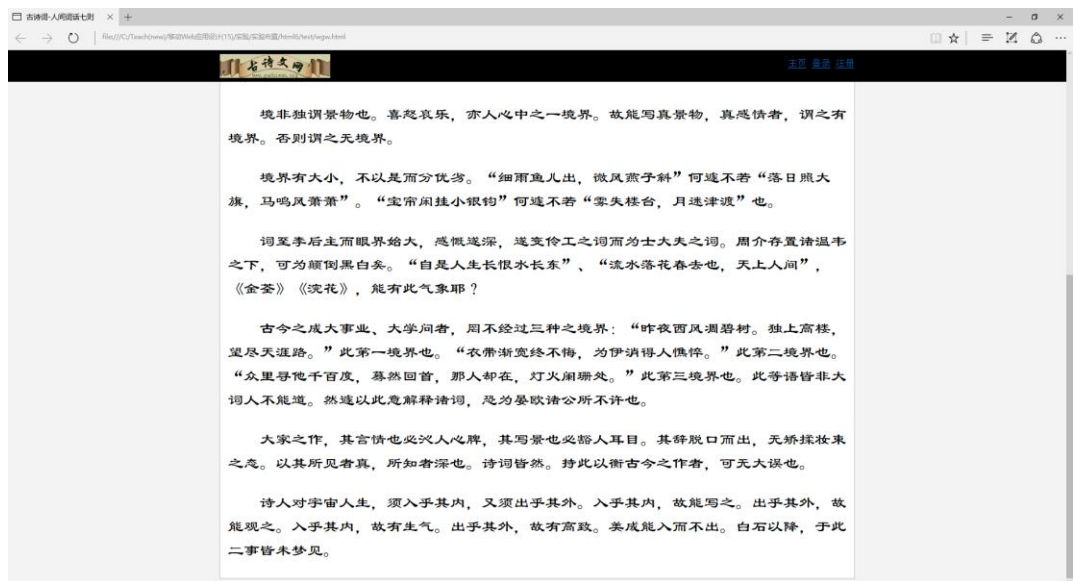 古诗词-人间词话七则
file:///C:/Teach(new)/移动Web应用设计(15)/实验/实验布置/html6/text/wgw.html
古诗文网
主页 登录 注册
境非独谓景物也。喜怒哀乐，亦人心中之一境界。故能写真景物，真感情者，谓之有
境界。否则谓之无境界。
境界有大小，不以是而分优劣。“细雨鱼儿出，微风燕子斜”何遽不若“落日照大
旗，马鸣风萧萧”。“宝帘闲挂小银钩”何遽不若“雾失楼台，月迷津渡”也。
词至李后主而眼界始大，感慨遂深，遂变伶工之词而为士大夫之词。周介存置诸温韦
之下，可为颠倒黑白矣。“自是人生长恨水长东”、“流水落花春去也，天上人间”，
《金荃》《浣花》，能有此气象耶？
古今之成大事业、大学问者，罔不经过三种之境界：“昨夜西风凋碧树。独上高楼，
望尽天涯路。”此第一境界也。“衣带渐宽终不悔，为伊消得人憔悴。”此第二境界也。
“众里寻他千百度，蓦然回首，那人却在，灯火阑珊处。”此第三境界也。此等语皆非大
词人不能道。然遽以此意解释诸词，恐为晏欧诸公所不许也。
大家之作，其言情也必沁人心脾，其写景也必豁人耳目。其辞脱口而出，无矫揉妆束
之态。以其所见者真，所知者深也。诗词皆然。持此以衡古今之作者，可无大误也。
诗人对宇宙人生，须入乎其内，又须出乎其外。入乎其内，故能写之。出乎其外，故
能观之。入乎其内，故有生气。出乎其外，故有高致。美成能入而不出。白石以降，于此
二事皆未梦见。